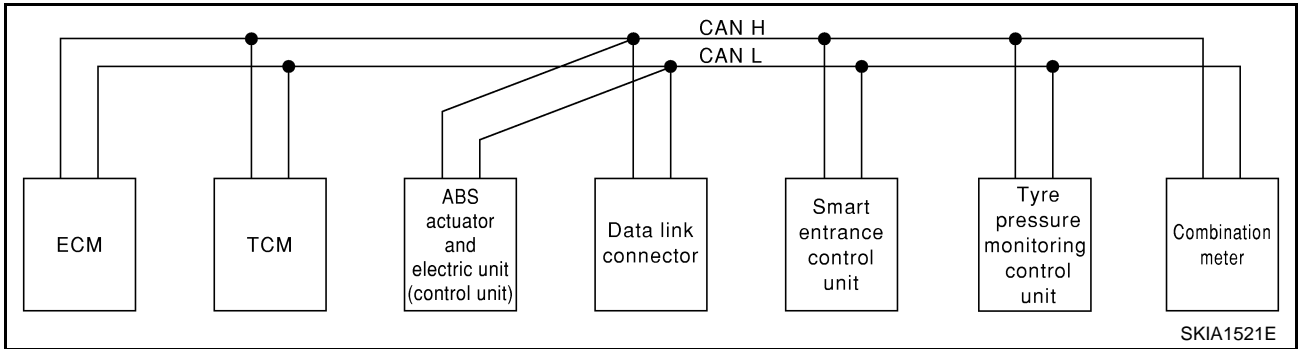 CAN H
CAN L
ECM
TCM
ABS
actuator
and
electric unit
(control unit)
Data link
connector
Smart
entrance
control
unit
Tyre
pressure
monitoring
control
unit
Combination
meter
SKIA1521E